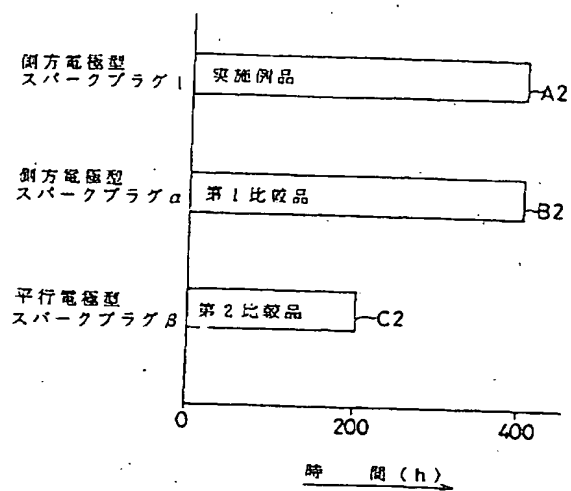 側方電極型
スパークプラグ1
実施例品
A2
側方電極型
スパークプラグα
第1比較品
B2
平行電極型
スパークプラグβ
第2比較品
C2
0
200
400
時 間 (h)